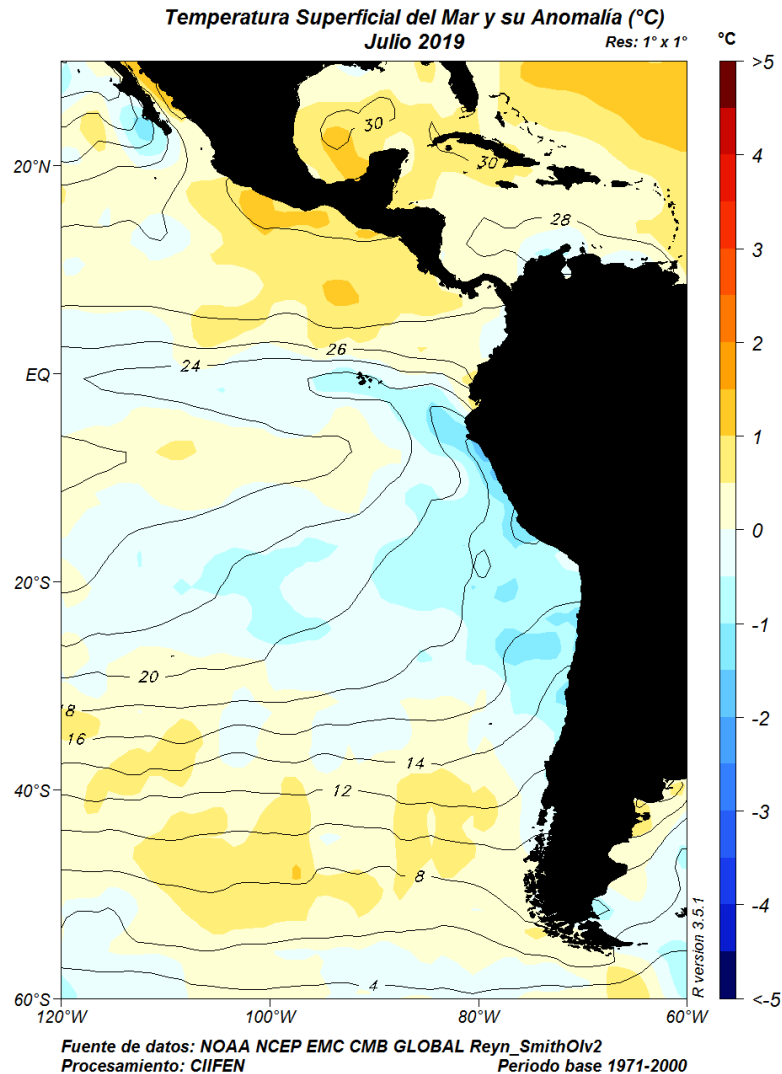 Temperatura Superficial del Mar y su Anomalía (°C)
Julio 2019
Res: 1° x 1°
°C
>5
4
3
2
1
0
-1
-2
-3
-4
<-5
20°N
EQ
20°S
40°S
60°S
120°W
100°W
80°W
60°W
30
30
28
26
24
20
18
16
14
12
8
4
R version 3.5.1
Fuente de datos: NOAA NCEP EMC CMB GLOBAL Reyn_SmithOIv2
Procesamiento: CIIFEN
Periodo base 1971-2000